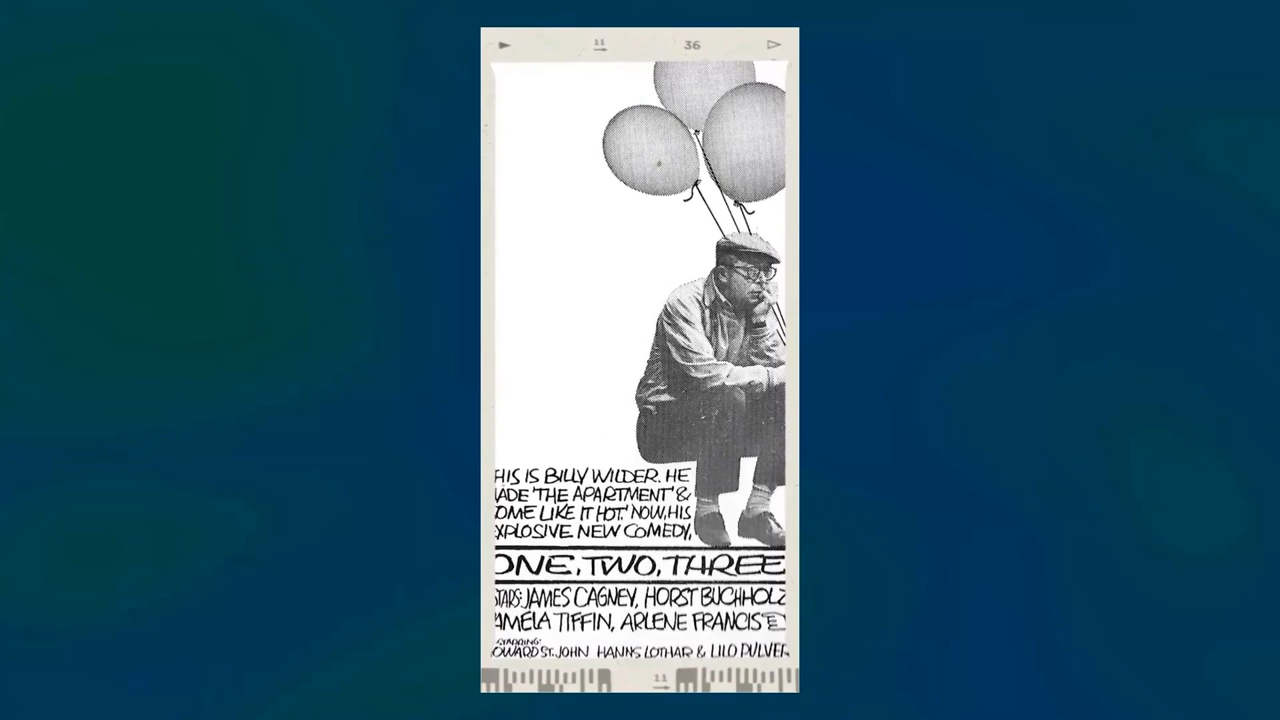 11 36
HIS IS BILLY WILDER. HE
ADE 'THE APARTMENT' &
OME LIKE IT HOT.' NOW, HIS
XPLOSIVE NEW COMEDY,
ONE, TWO, THREE
STARS: JAMES CAGNEY, HORST BUCHHOLZ
AMELA TIFFIN, ARLENE FRANCIS
STARRING:
OWARD ST. JOHN HANNS LOTHAR & LILO PULVER
11